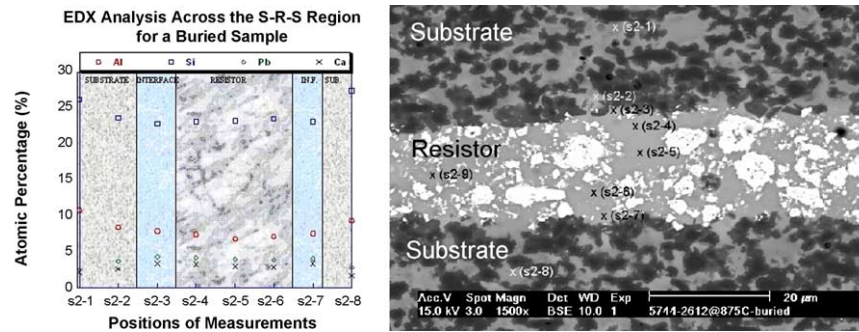 EDX Analysis Across the S-R-S Region
for a Buried Sample
Al Si Pb Ca
SUBSTRATE INTERFACE RESISTOR INF. SUB.
Atomic Percentage (%)
30
25
20
15
10
5
0
s2-1 s2-2 s2-3 s2-4 s2-5 s2-6 s2-7 s2-8
Positions of Measurements
Substrate
x (s2-1)
x (s2-2)
x (s2-3)
x (s2-4)
Resistor
x (s2-5)
x (s2-9)
x (s2-6)
x (s2-7)
Substrate
x (s2-8)
Acc.V Spot Magn Det WD Exp
15.0 kV 3.0 1500x BSE 10.0 1
20 µm
5744-2612@875C-buried